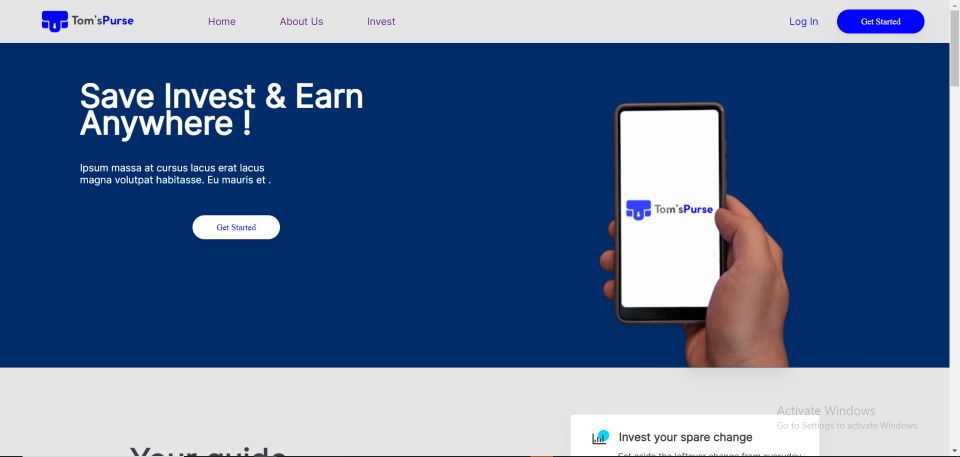 Tom'sPurse
Home
About Us
Invest
Log In
Get Started
Save Invest & Earn
Anywhere !
Ipsum massa at cursus lacus erat lacus
magna volutpat habitasse. Eu mauris et .
Get Started
Tom'sPurse
Activate Windows
Go to Settings to activate Windows.
Your guide
Invest your spare change
Set aside the leftover change from everyday